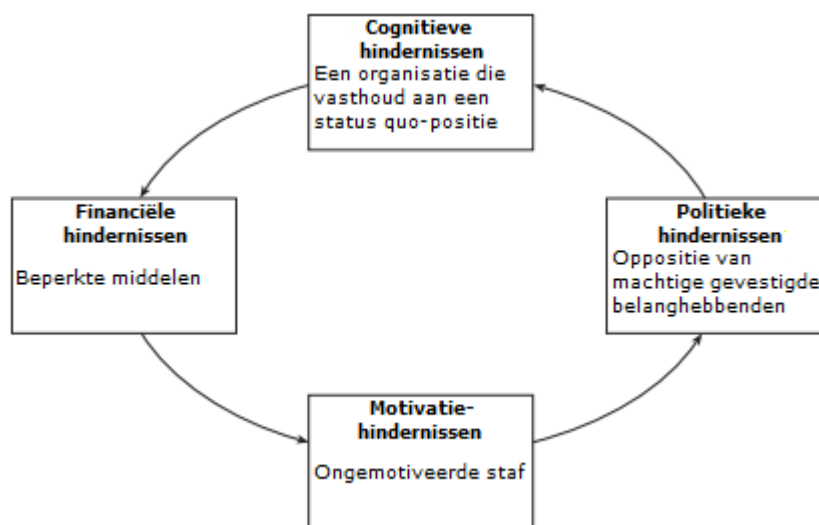 Cognitieve
hindernissen
Een organisatie die
vasthoud aan een
status quo-positie
Financiële
hindernissen
Beperkte middelen
Politieke
hindernissen
Oppositie van
machtige gevestigde
belanghebbenden
Motivatie-
hindernissen
Ongemotiveerde staf